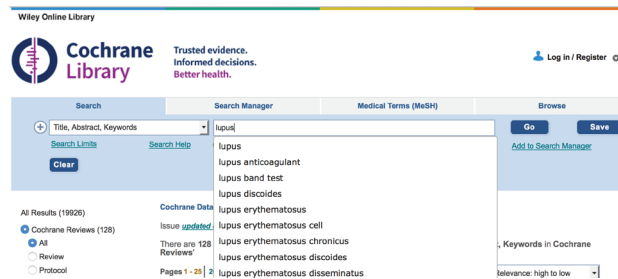 Wiley Online Library
Cochrane Library
Trusted evidence.
Informed decisions.
Better health.
Log in / Register
Search
Search Manager
Medical Terms (MeSH)
Browse
Title, Abstract, Keywords
lupus
Go
Save
Search Limits
Search Help
Add to Search Manager
Clear
lupus
lupus anticoagulant
lupus band test
lupus discoides
lupus erythematosus
lupus erythematosus cell
lupus erythematosus chronicus
lupus erythematosus discoides
lupus erythematosus disseminatus
All Results (19926)
Cochrane Reviews (128)
All
Review
Protocol
Cochrane Data
Issue updated
There are 128
, Keywords in Cochrane
Reviews'
Pages 1 - 25
Relevance: high to low